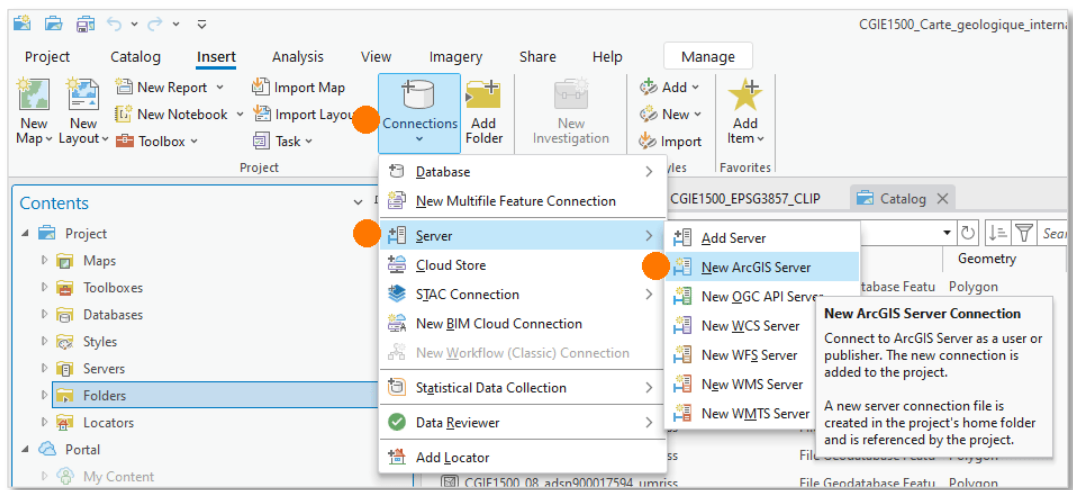 CGIE1500_Carte_geologique_interna
Project Catalog Insert Analysis View Imagery Share Help Manage
New Map
New Layout
New Report
New Notebook
Toolbox
Import Map
Import Layou
Task
Connections
Add Folder
New Investigation
Add
New
Import
Add Item
Project
yles
Favorites
Contents
Project
Maps
Toolboxes
Databases
Styles
Servers
Folders
Locators
Portal
My Content
Database
New Multifile Feature Connection
Server
Cloud Store
STAC Connection
New BIM Cloud Connection
New Workflow (Classic) Connection
Statistical Data Collection
Data Reviewer
Add Locator
CGIE1500_EPSG3857_CLIP
Catalog
Sear
Geometry
Add Server
New ArcGIS Server
New OGC API Server
New WCS Server
New WFS Server
New WMS Server
New WMTS Server
tabase Featu Polygon
New ArcGIS Server Connection
Connect to ArcGIS Server as a user or
publisher. The new connection is
added to the project.
A new server connection file is
created in the project's home folder
and is referenced by the project.
CGIE1500_08_adsn900017594_umriss File Geodatabase Featu Polygon